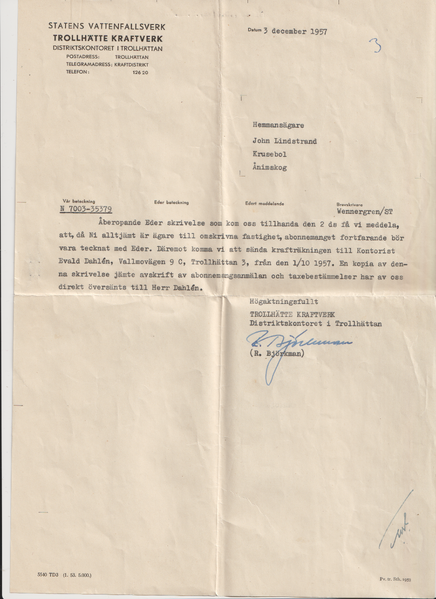 STATENS VATTENFALLSVERK
TROLLHÄTTE KRAFTVERK
DISTRIKTSKONTORET I TROLLHÄTTAN
POSTADRESS: TROLLHÄTTAN
TELEGRAMADRESS: KRAFTDISTRIKT
TELEFON: 126 20
Datum 3 december 1957
3
Hemmansägare
John Lindstrand
Krusebol
Ånimskog
Vår beteckning Eder beteckning Edert meddelande Brevskrivare
N 7003-35379 Wennergren/ST
Åberopande Eder skrivelse som kom oss tillhanda den 2 ds få vi meddela,
att, då Ni alltjämt är ägare till omskrivna fastighet, abonnemanget fortfarande bör
vara tecknat med Eder. Däremot komma vi att sända krafträkningen till Kontorist
Evald Dahlén, Vallmovägen 9 C, Trollhättan 3, från den 1/10 1957. En kopia av den-
na skrivelse jämte avskrift av abonnemangsanmälan och taxebestämmelser har av oss
direkt översänts till Herr Dahlén.
Högaktningsfullt
TROLLHÄTTE KRAFTVERK
Distriktskontoret i Trollhättan
R. Björkman
(R. Björkman)